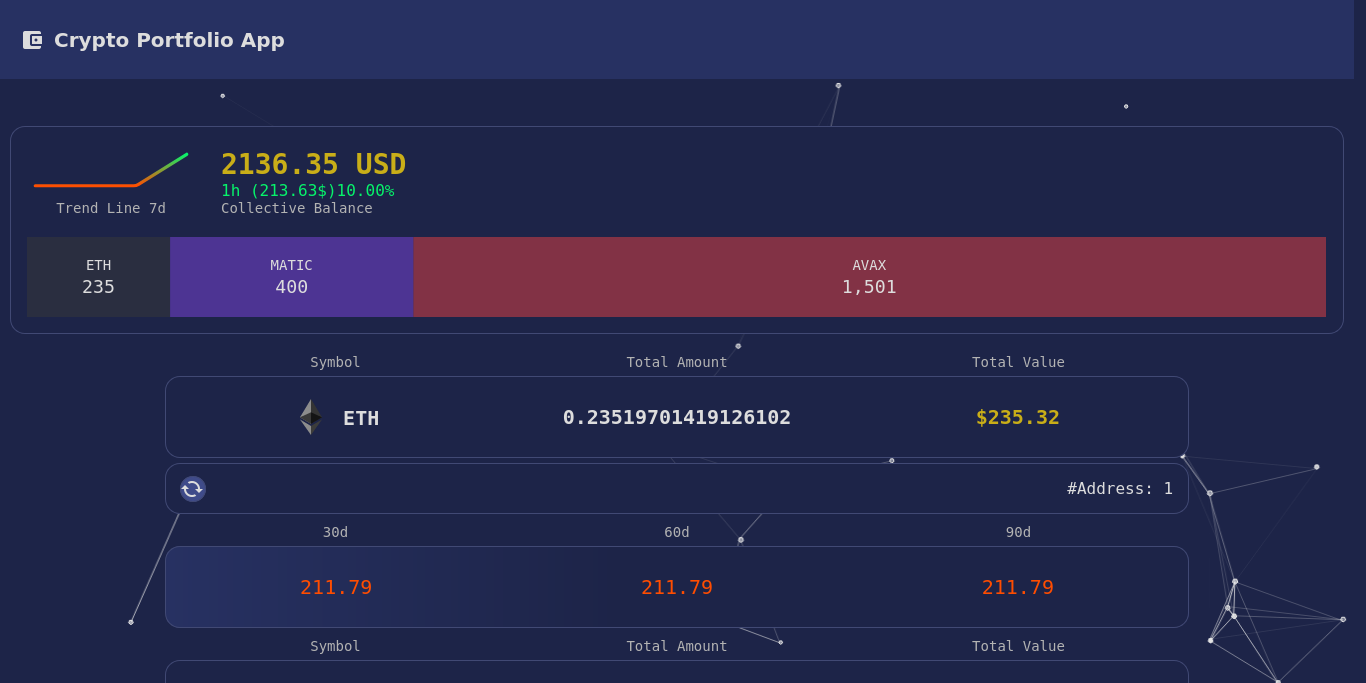 Crypto Portfolio App
2136.35 USD
1h (213.63$)10.00%
Trend Line 7d
Collective Balance
ETH MATIC AVAX
235 400 1,501
Symbol Total Amount Total Value
ETH 0.23519701419126102 $235.32
#Address: 1
30d 60d 90d
211.79 211.79 211.79
Symbol Total Amount Total Value